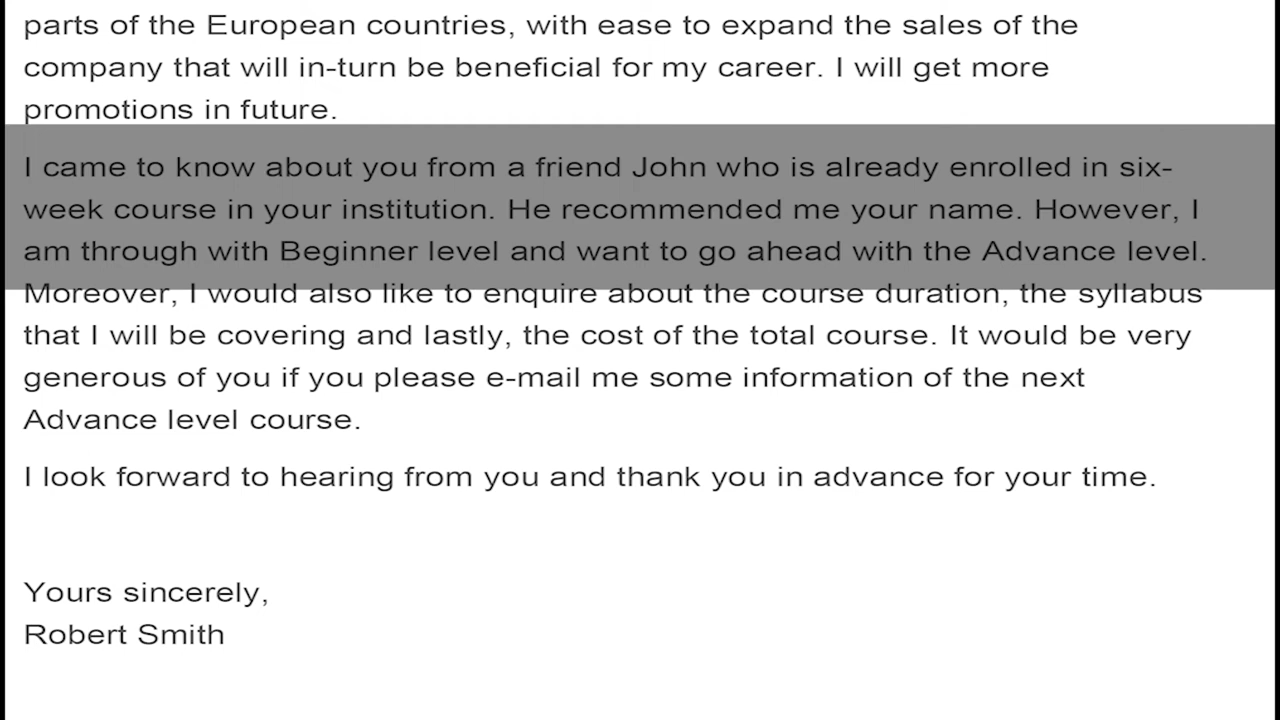 parts of the European countries, with ease to expand the sales of the
company that will in-turn be beneficial for my career. I will get more
promotions in future.
I came to know about you from a friend John who is already enrolled in six-
week course in your institution. He recommended me your name. However, I
am through with Beginner level and want to go ahead with the Advance level.
Moreover, I would also like to enquire about the course duration, the syllabus
that I will be covering and lastly, the cost of the total course. It would be very
generous of you if you please e-mail me some information of the next
Advance level course.
I look forward to hearing from you and thank you in advance for your time.
Yours sincerely,
Robert Smith